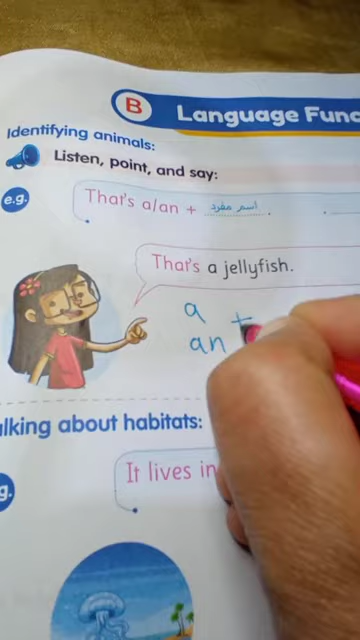 B Language Func
Identifying animals:
Listen, point, and say:
e.g.
That's a/an + اسم مفرد.
That's a jellyfish.
a
an +
lking about habitats:
g.
It lives in